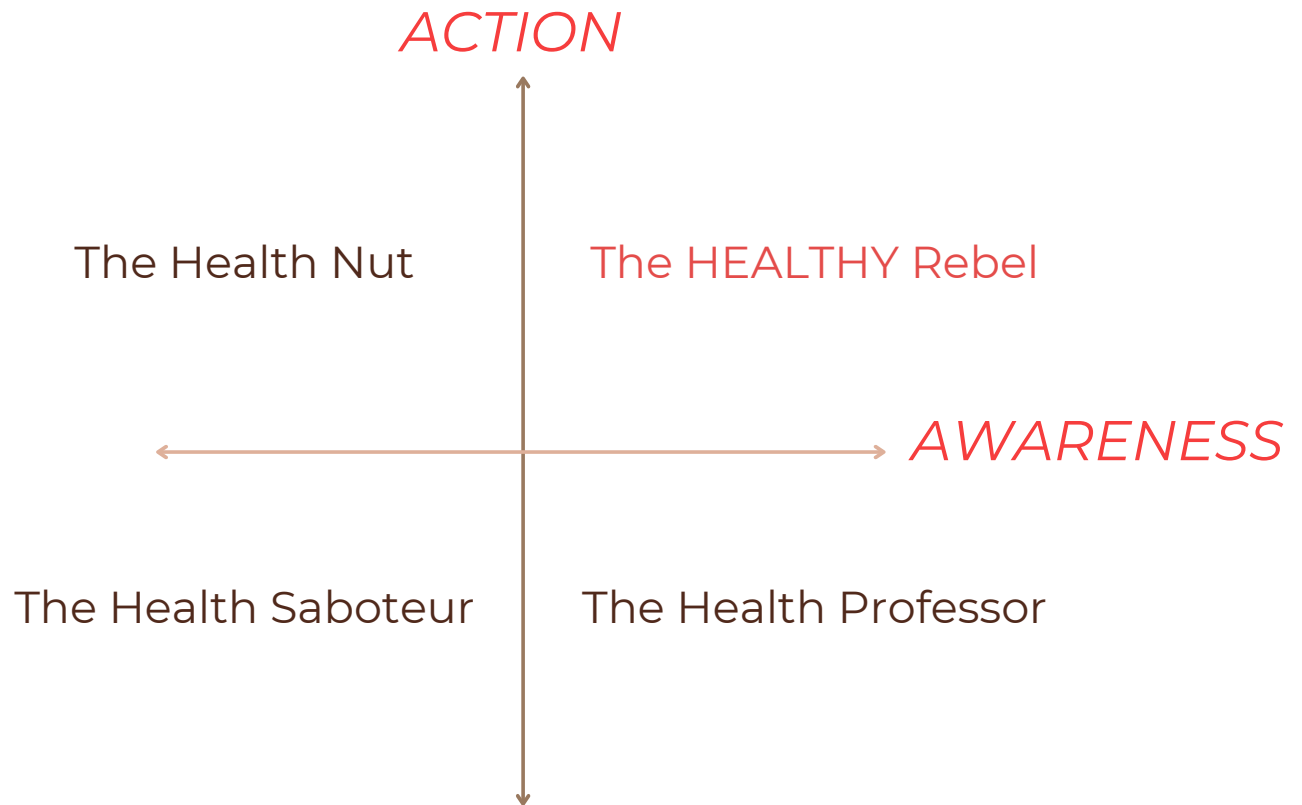 ACTION
The Health Nut
The HEALTHY Rebel
AWARENESS
The Health Saboteur
The Health Professor